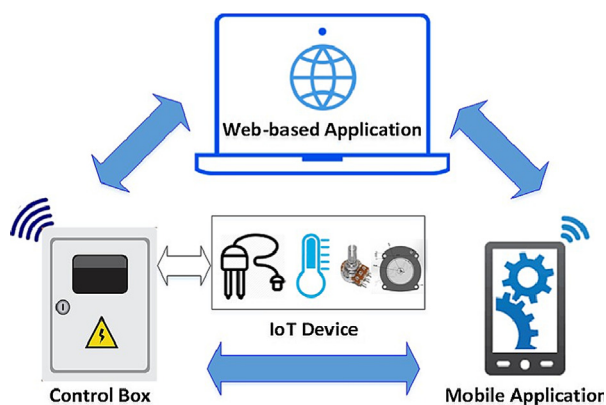 Web-based Application
IoT Device
Control Box
Mobile Application